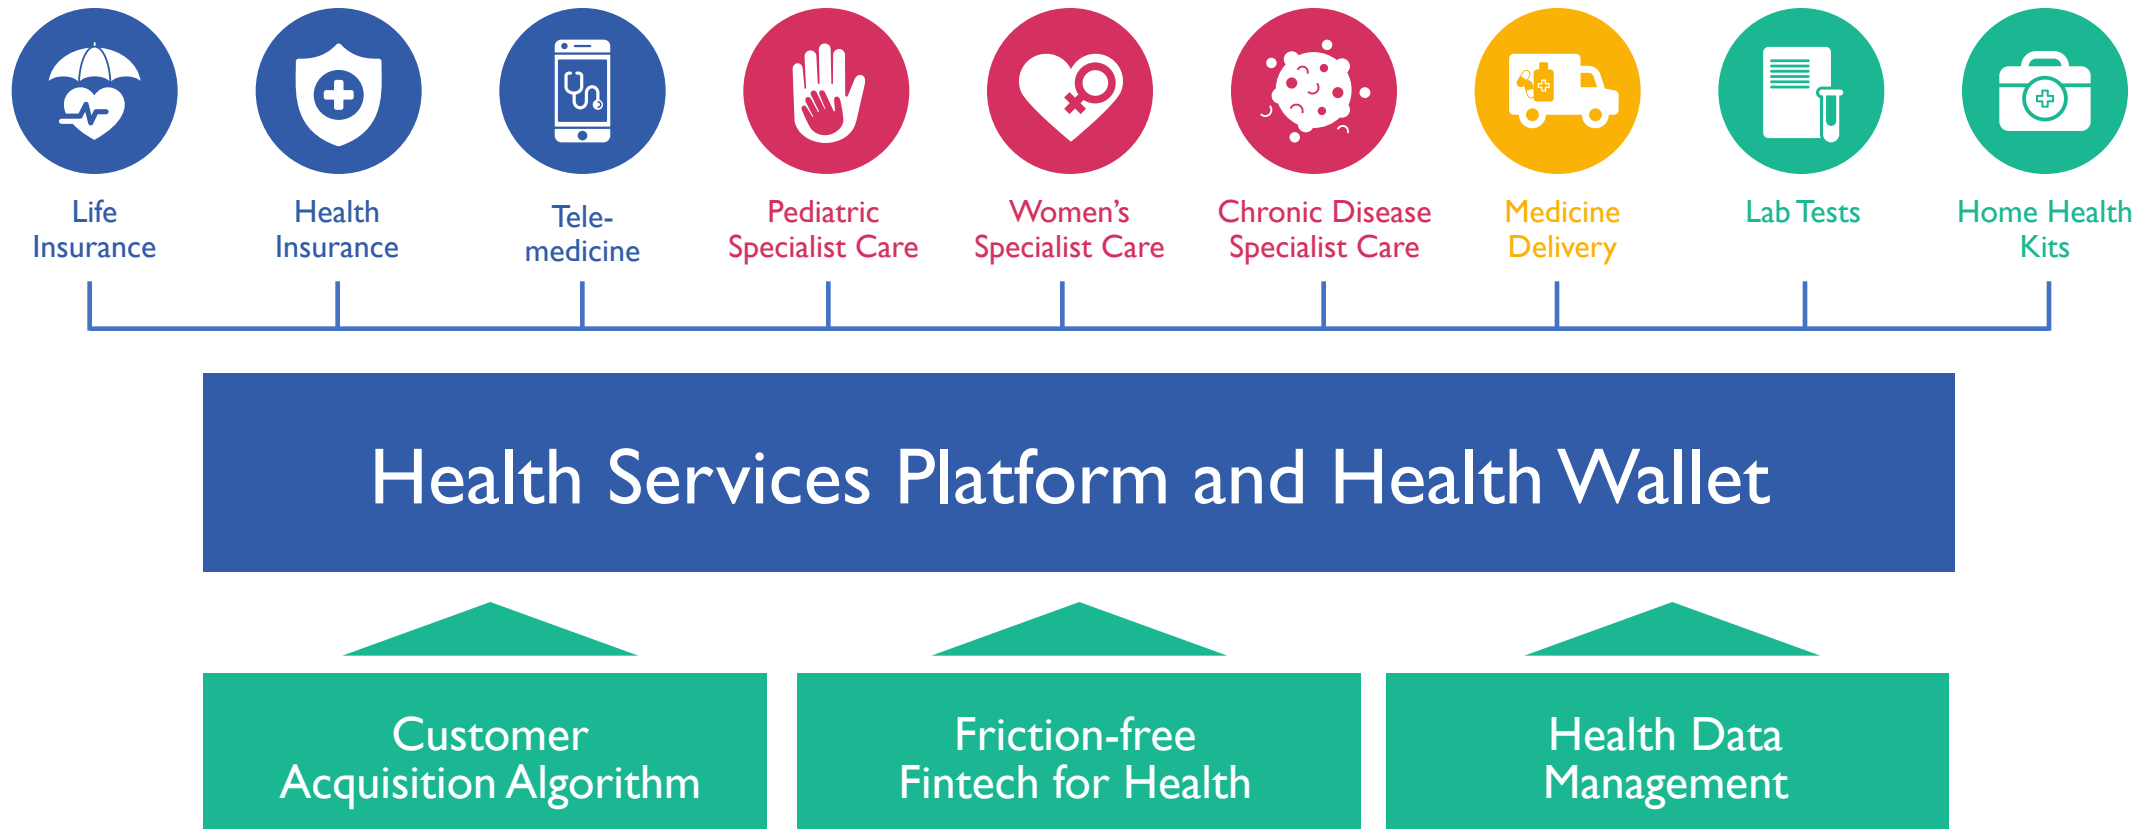 Life
Insurance
Health
Insurance
Tele-
medicine
Pediatric
Specialist Care
Women's
Specialist Care
Chronic Disease
Specialist Care
Medicine
Delivery
Lab Tests
Home Health
Kits
Health Services Platform and Health Wallet
Customer
Acquisition Algorithm
Friction-free
Fintech for Health
Health Data
Management